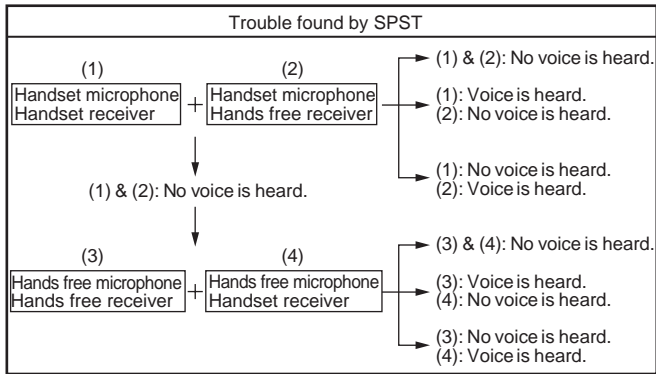 Trouble found by SPST
(1)
(2)
Handset microphone
Handset receiver
+
Handset microphone
Hands free receiver
(1) & (2): No voice is heard.
(1): Voice is heard.
(2): No voice is heard.
(1): No voice is heard.
(2): Voice is heard.
(1) & (2): No voice is heard.
(3)
(4)
Hands free microphone
Hands free receiver
+
Hands free microphone
Handset receiver
(3) & (4): No voice is heard.
(3): Voice is heard.
(4): No voice is heard.
(3): No voice is heard.
(4): Voice is heard.